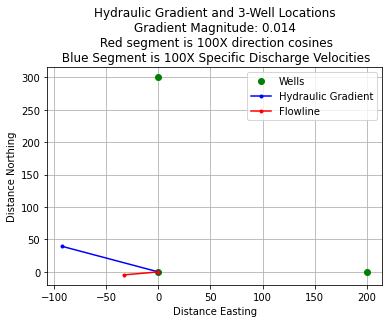 Hydraulic Gradient and 3-Well Locations
Gradient Magnitude: 0.014
Red segment is 100X direction cosines
Blue Segment is 100X Specific Discharge Velocities
Wells
Hydraulic Gradient
Flowline
300
250
200
150
100
50
0
Distance Northing
−100
−50
0
50
100
150
200
Distance Easting